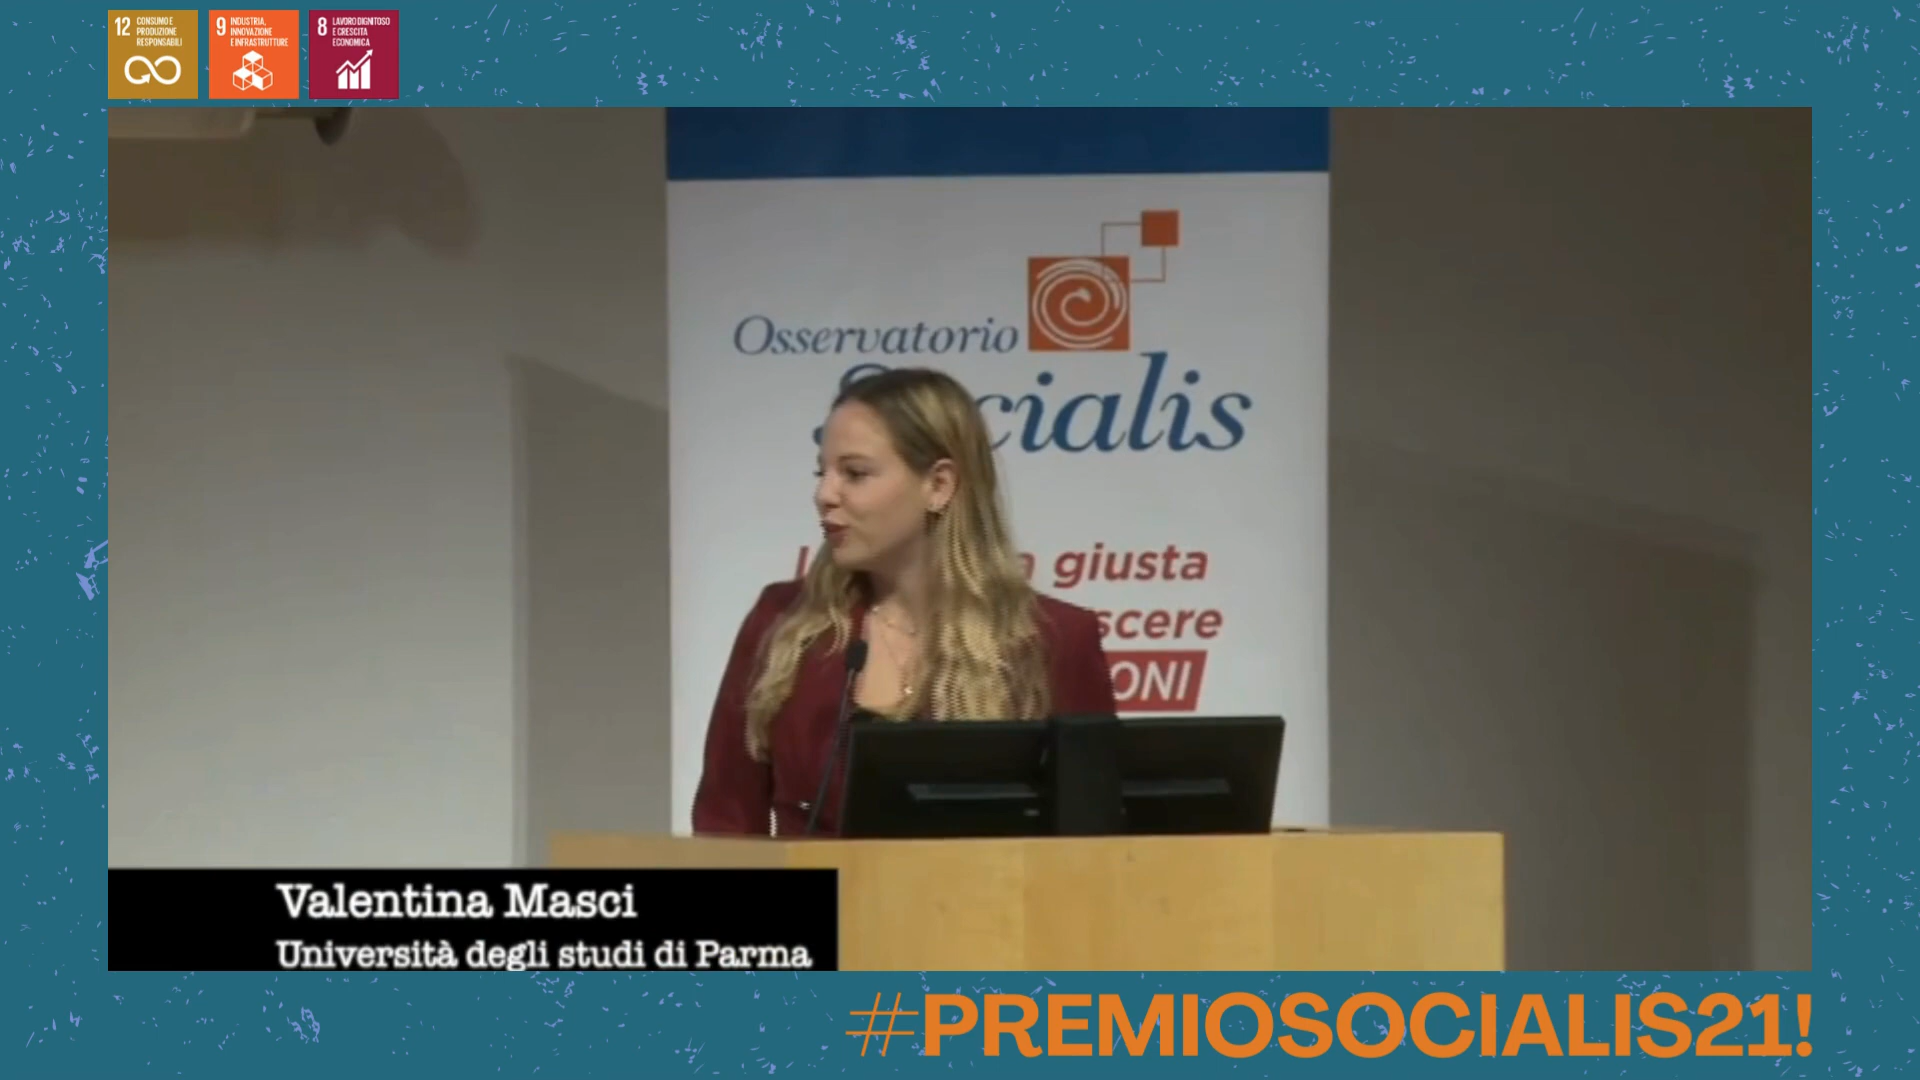 12 CONSUMO E
PRODUZIONE
RESPONSABILI
9 INDUSTRIA,
INNOVAZIONE
E INFRASTRUTTURE
8 LAVORO DIGNITOSO
E CRESCITA
ECONOMICA
Osservatorio
cialis
giusta
scere
ONI
Valentina Masci
Università degli studi di Parma
#PREMIOSOCIALIS21!